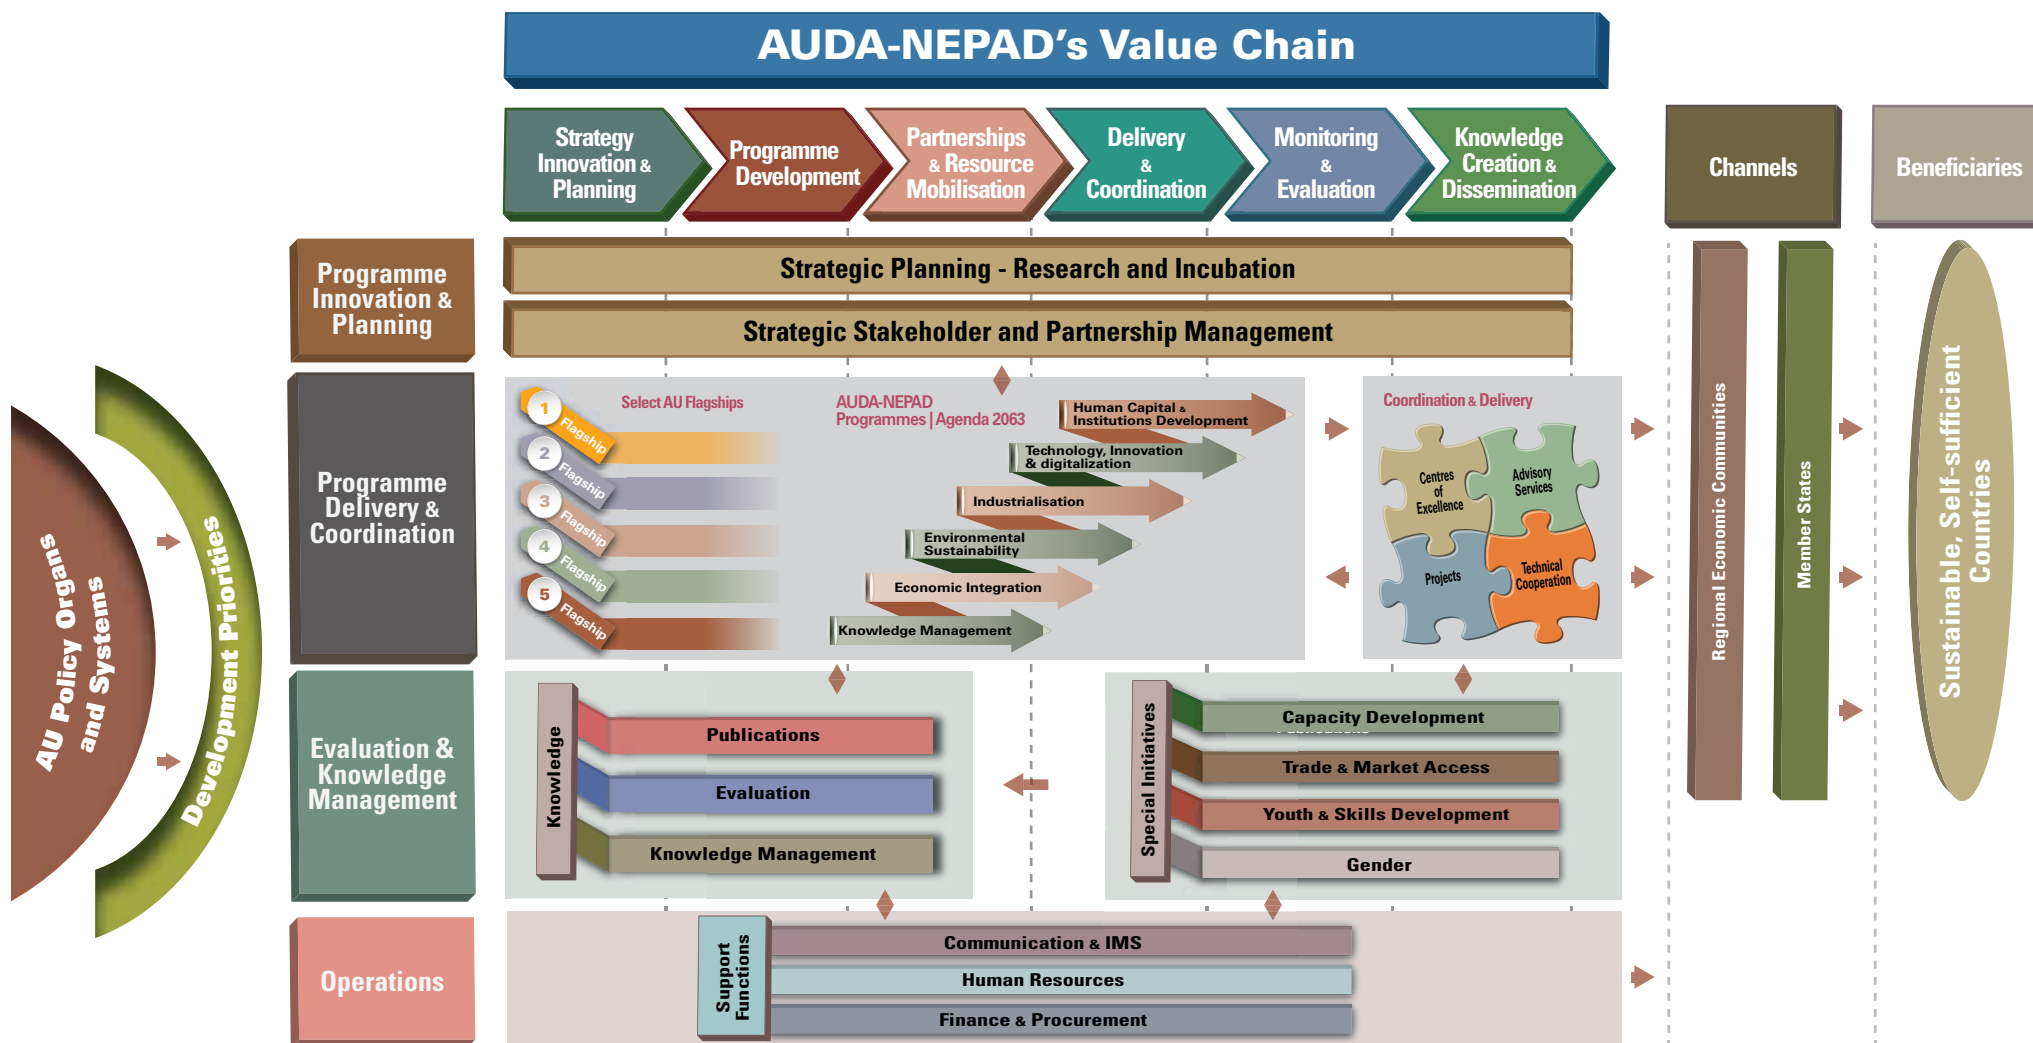 AUDA-NEPAD's Value Chain
Strategy
Innovation &
Planning
Programme
Development
Partnerships
& Resource
Mobilisation
Delivery
&
Coordination
Monitoring
&
Evaluation
Knowledge
Creation &
Dissemination
Channels
Beneficiaries
Programme
Innovation &
Planning
Strategic Planning - Research and Incubation
Strategic Stakeholder and Partnership Management
AU Policy Organs
and Systems
Development Priorities
Programme
Delivery &
Coordination
Select AU Flagships
1 Flagship
2 Flagship
3 Flagship
4 Flagship
5 Flagship
AUDA-NEPAD
Programmes | Agenda 2063
Human Capital &
Institutions Development
Technology, Innovation
& digitalization
Industrialisation
Environmental
Sustainability
Economic Integration
Knowledge Management
Coordination & Delivery
Centres
of
Excellence
Advisory
Services
Projects
Technical
Cooperation
Regional Economic Communities
Member States
Sustainable, Self-sufficient
Countries
Evaluation &
Knowledge
Management
Knowledge
Publications
Evaluation
Knowledge Management
Special Initiatives
Capacity Development
Trade & Market Access
Youth & Skills Development
Gender
Operations
Support
Functions
Communication & IMS
Human Resources
Finance & Procurement